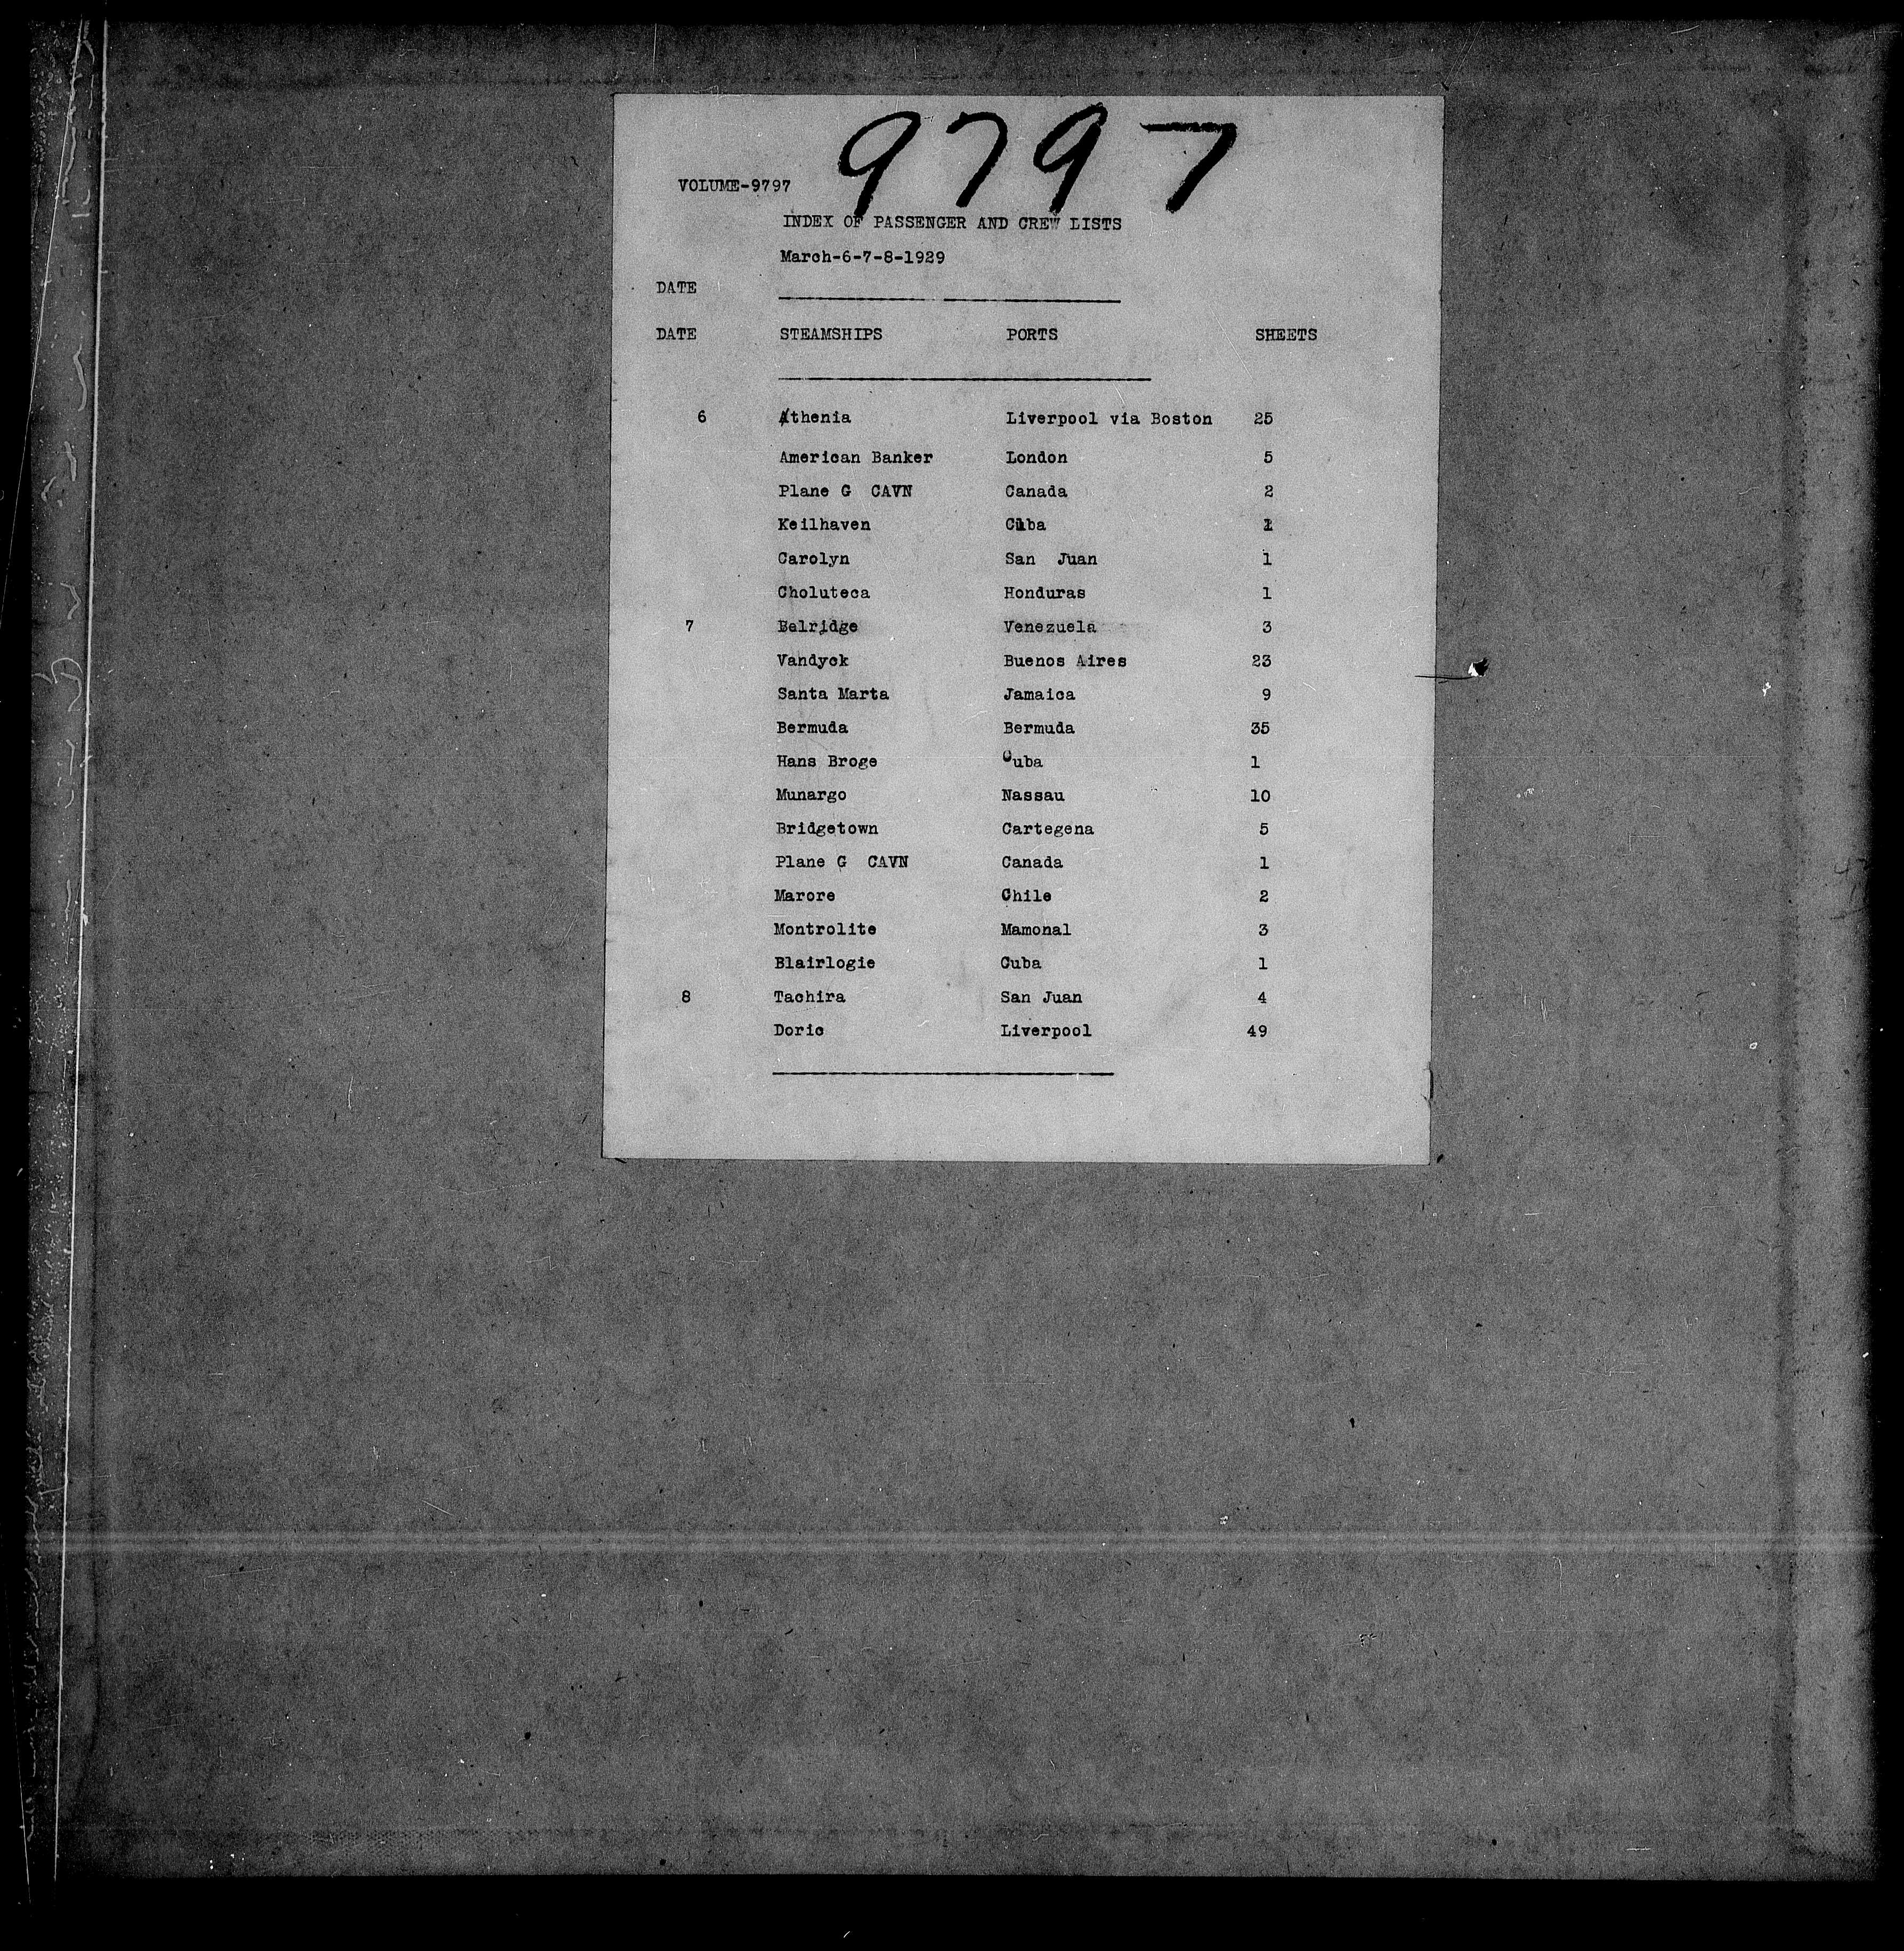 9797
VOLUME-9797
INDEX OF PASSENGER AND CREW LISTS
March-6-7-8-1929
DATE
DATE STEAMSHIPS PORTS SHEETS
6 Athenia Liverpool via Boston 25
American Banker London 5
Plane G CAVN Canada 2
Keilhaven Cuba
Carolyn San Juan 1
Choluteca Honduras 1
7 Belridge Venezuela 3
Vandyck Buenos Aires 23
Santa Marta Jamaica 9
Bermuda Bermuda 35
Hans Broge Cuba 1
Munargo Nassau 10
Bridgetown Cartegena 5
Plane G CAVN Canada 1
Marore Chile 2
Montrolite Mamonal 3
Blairlogie Cuba 1
8 Tachira San Juan 4
Doric Liverpool 49